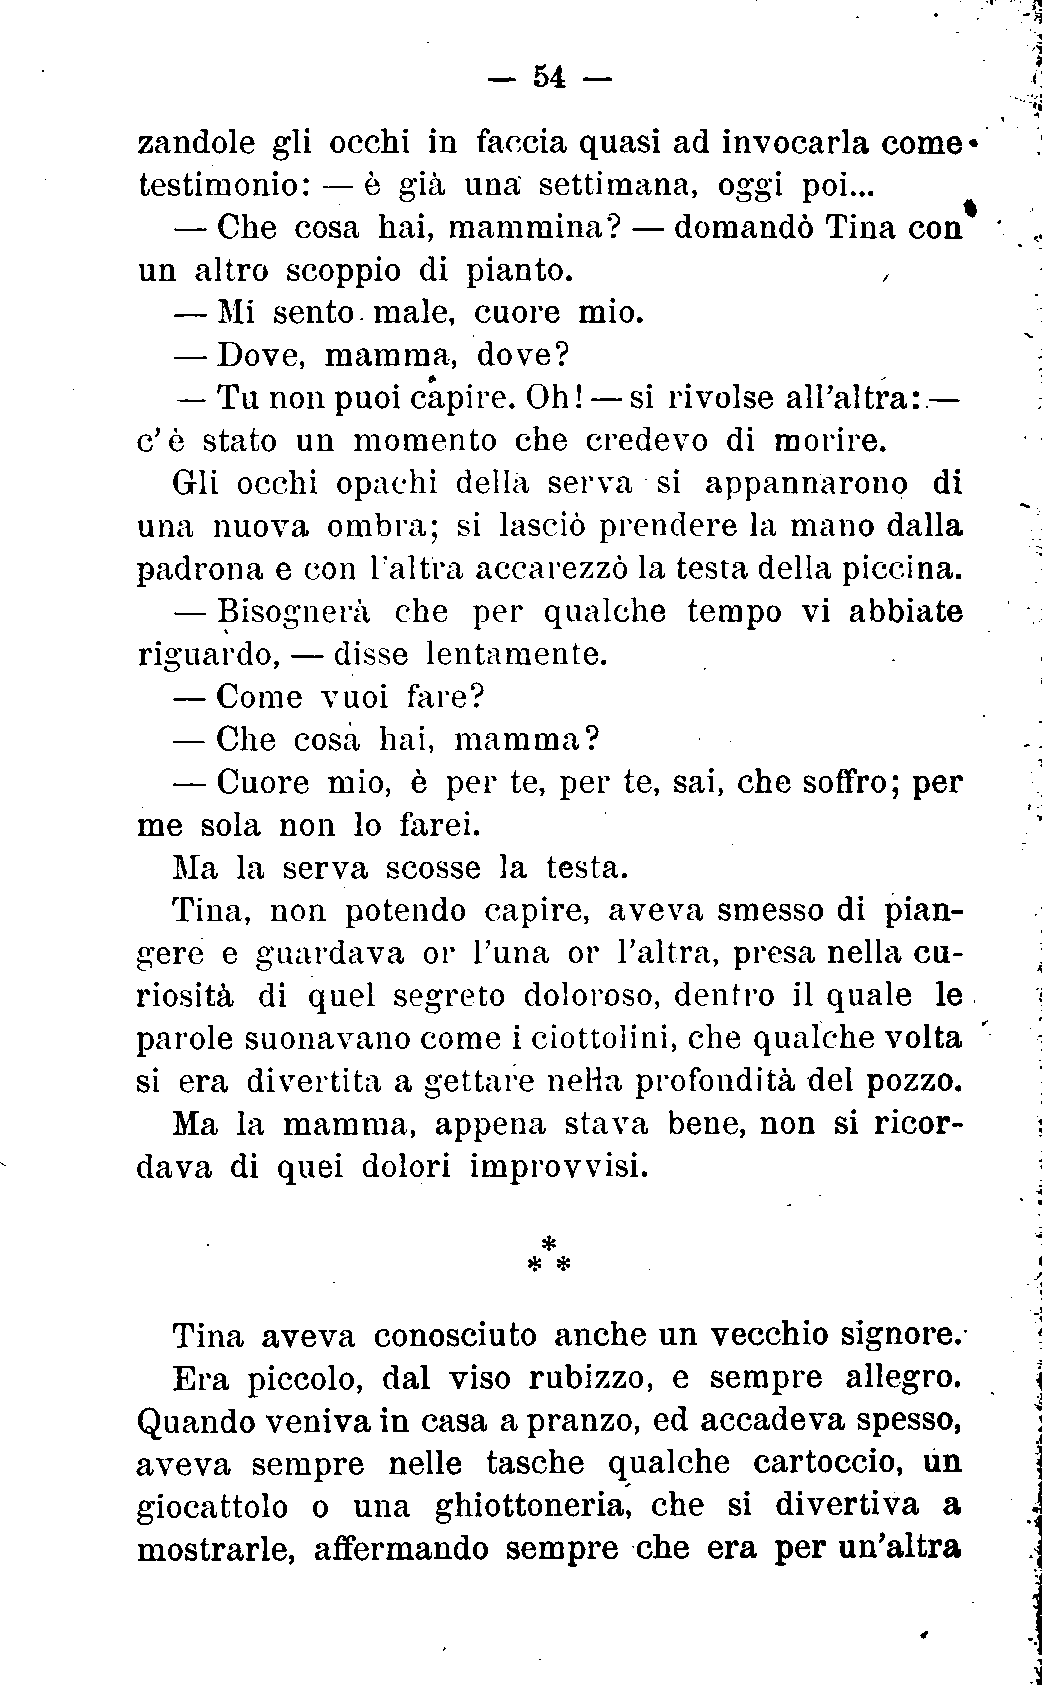 — 54 —
zandole gli occhi in faccia quasi ad invocarla come
testimonio: — è già una settimana, oggi poi...
— Che cosa hai, mammina? — domandò Tina con
un altro scoppio di pianto.
— Mi sento male, cuore mio.
— Dove, mamma, dove?
— Tu non puoi capire. Oh! — si rivolse all'altra: —
c'è stato un momento che credevo di morire.
Gli occhi opachi della serva si appannarono di
una nuova ombra; si lasciò prendere la mano dalla
padrona e con l'altra accarezzò la testa della piccina.
— Bisognerà che per qualche tempo vi abbiate
riguardo, — disse lentamente.
— Come vuoi fare?
— Che cosa hai, mamma?
— Cuore mio, è per te, per te, sai, che soffro; per
me sola non lo farei.
Ma la serva scosse la testa.
Tina, non potendo capire, aveva smesso di pian-
gere e guardava or l'una or l'altra, presa nella cu-
riosità di quel segreto doloroso, dentro il quale le
parole suonavano come i ciottolini, che qualche volta
si era divertita a gettare nella profondità del pozzo.
Ma la mamma, appena stava bene, non si ricor-
dava di quei dolori improvvisi.
*
* *
Tina aveva conosciuto anche un vecchio signore.
Era piccolo, dal viso rubizzo, e sempre allegro.
Quando veniva in casa a pranzo, ed accadeva spesso,
aveva sempre nelle tasche qualche cartoccio, un
giocattolo o una ghiottoneria, che si divertiva a
mostrarle, affermando sempre che era per un'altra